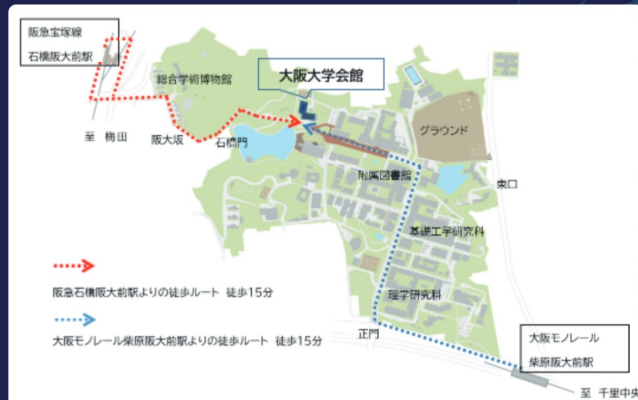 阪急宝塚線
石橋阪大前駅
総合学術博物館
大阪大学会館
至 梅田
阪大坂
石橋門
グラウンド
附属図書館
東口
基礎工学研究科
理学研究科
阪急石橋阪大前駅よりの徒歩ルート 徒歩15分
大阪モノレール柴原阪大前駅よりの徒歩ルート 徒歩15分
正門
大阪モノレール
柴原阪大前駅
至 千里中央